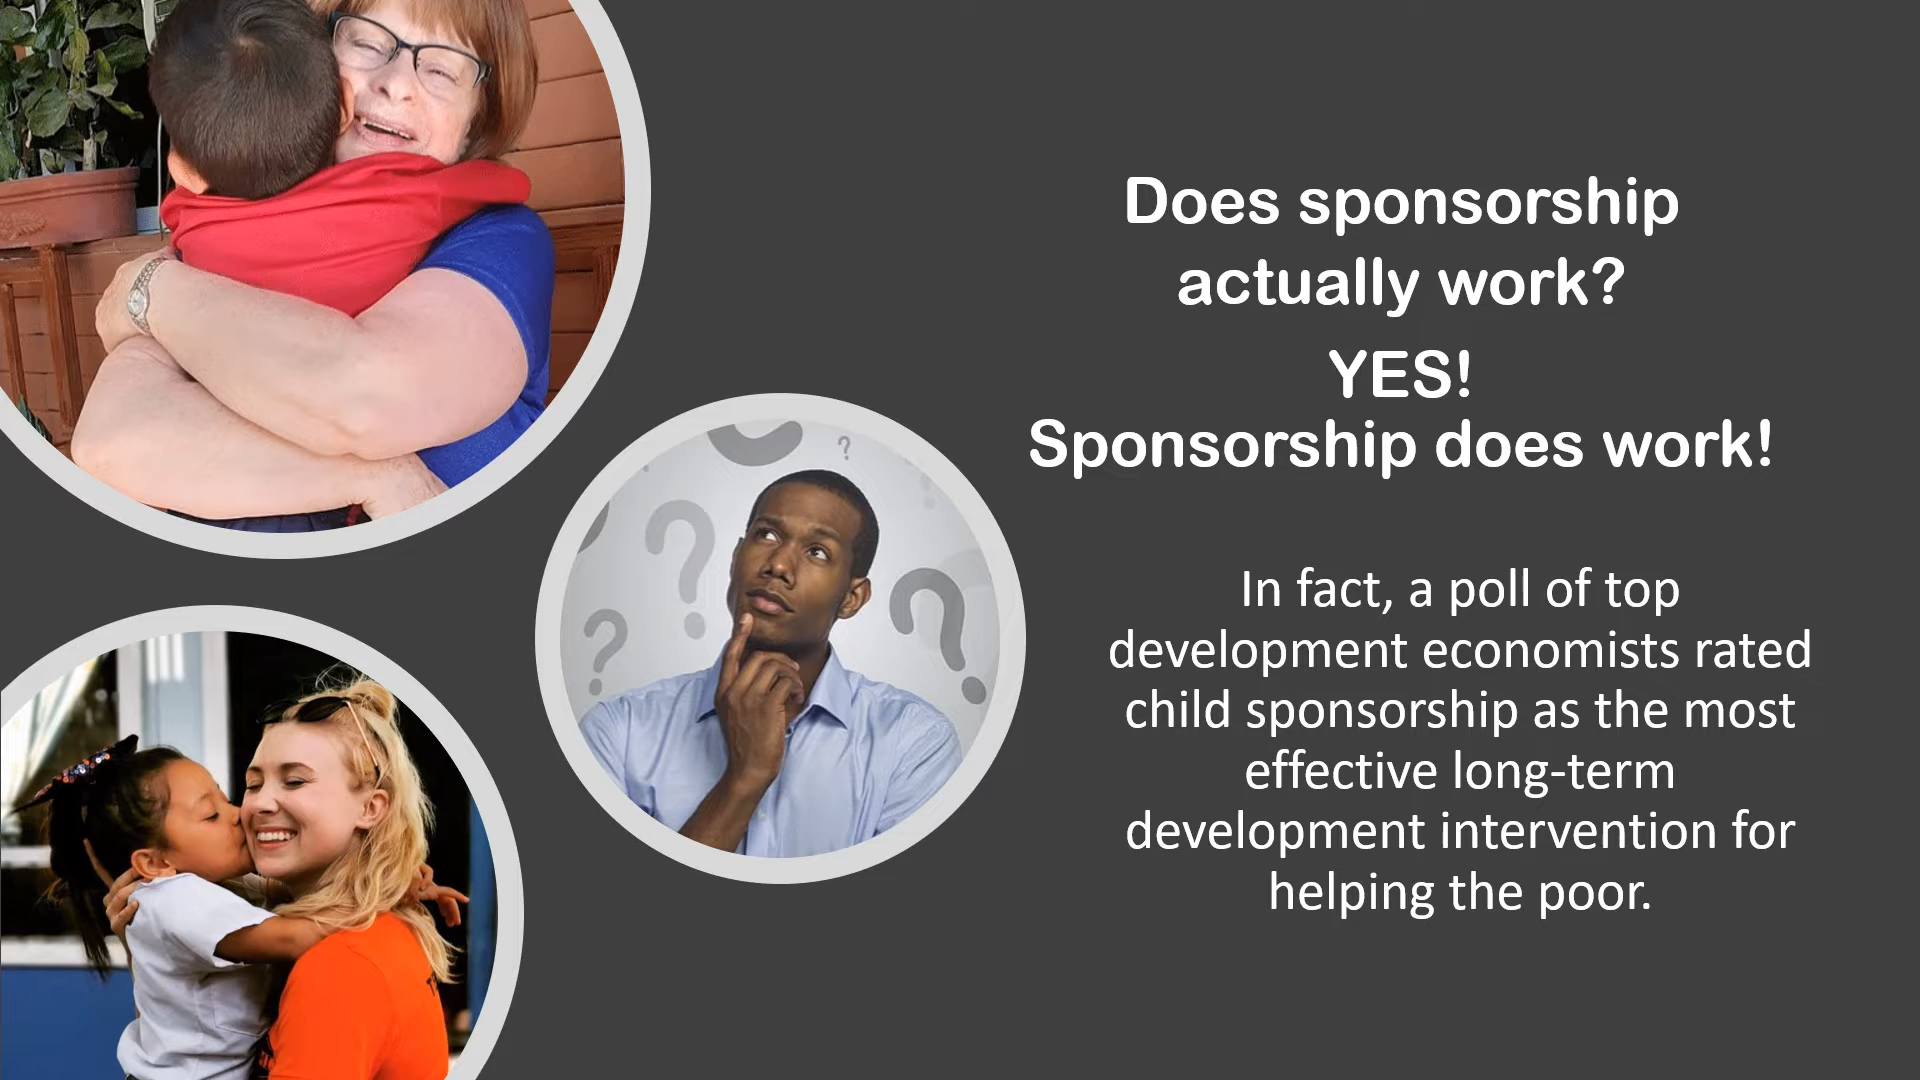 Does sponsorship
actually work?
YES!
Sponsorship does work!
In fact, a poll of top
development economists rated
child sponsorship as the most
effective long-term
development intervention for
helping the poor.